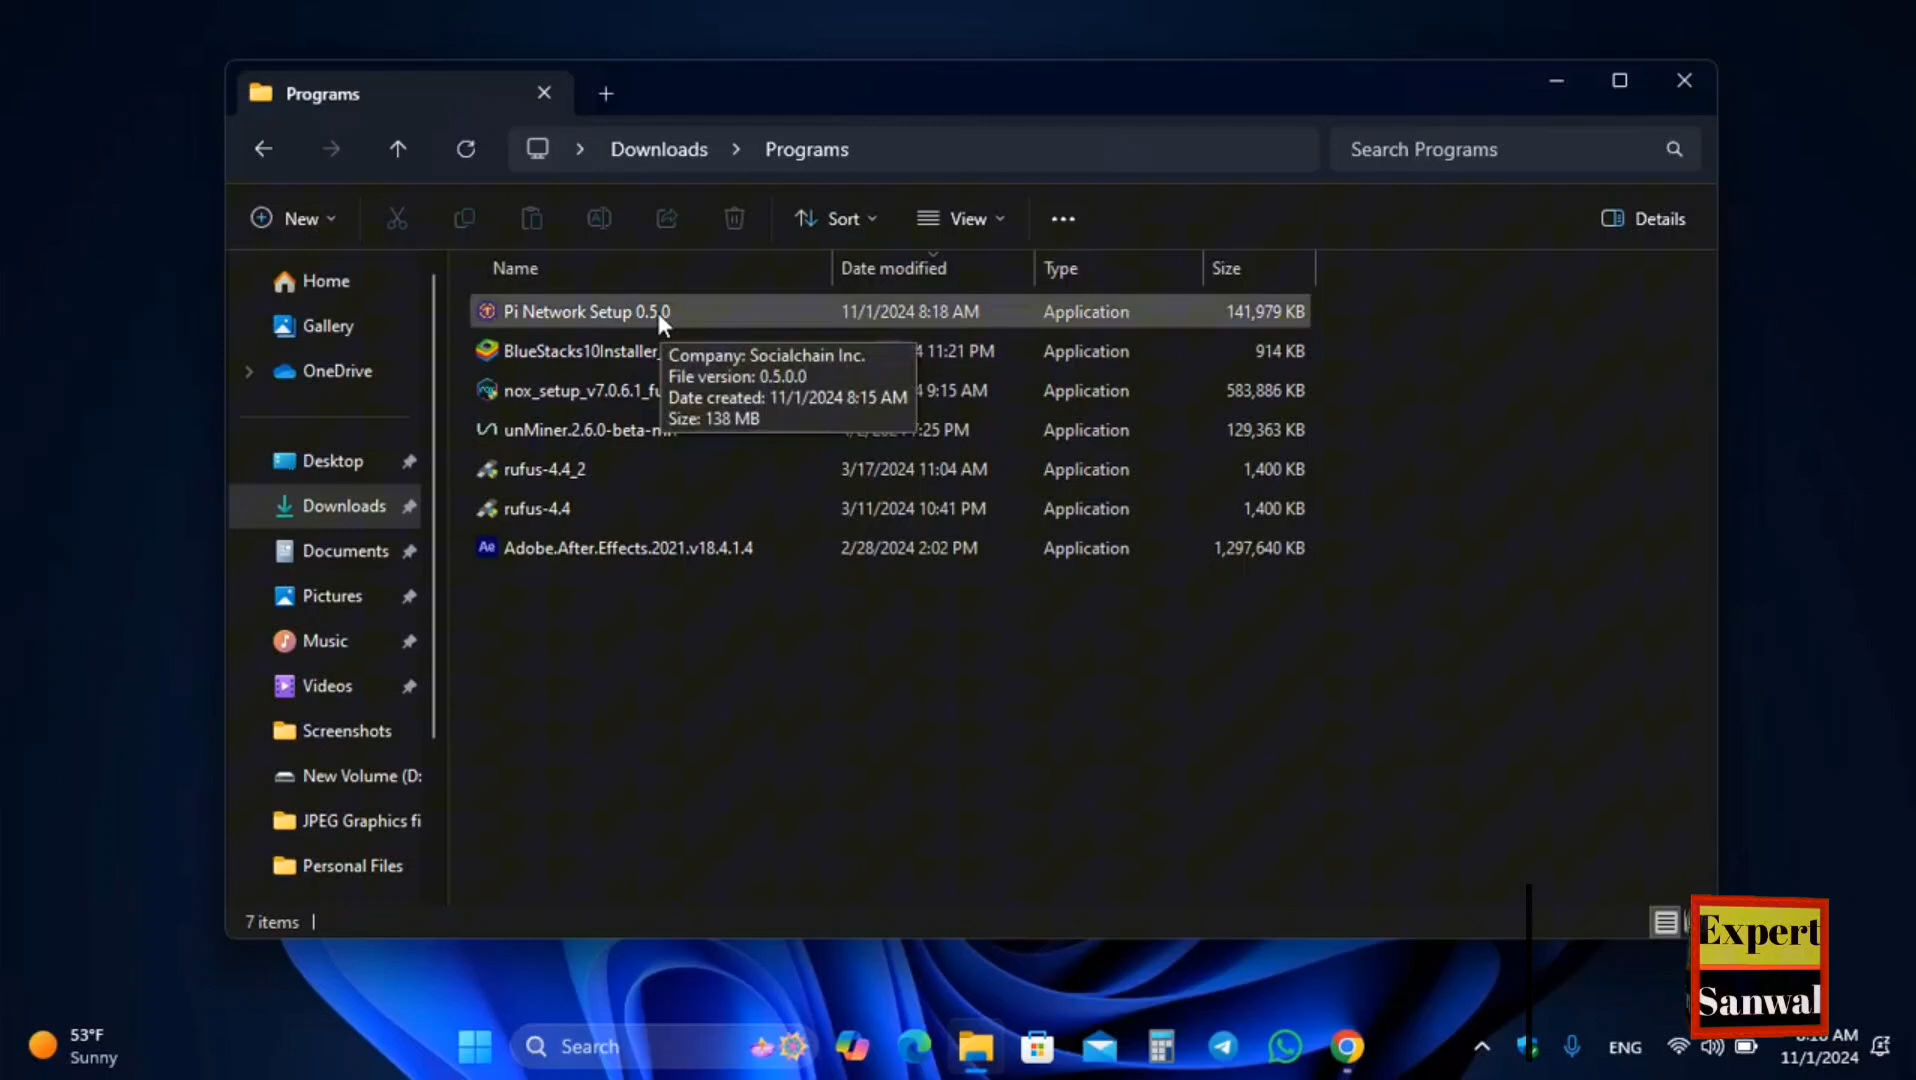 Programs
Downloads
Programs
Search Programs
New
Sort
View
Details
Name
Date modified
Type
Size
Home
Gallery
OneDrive
Desktop
Downloads
Documents
Pictures
Music
Videos
Screenshots
New Volume (D:
JPEG Graphics fi
Personal Files
Pi Network Setup 0.5.0
11/1/2024 8:18 AM
Application
141,979 KB
BlueStacks10Installer_
11:21 PM
Application
914 KB
nox_setup_v7.0.6.1_fu
9:15 AM
Application
583,886 KB
unMiner.2.6.0-beta-
:25 PM
Application
129,363 KB
rufus-4.4_2
3/17/2024 11:04 AM
Application
1,400 KB
rufus-4.4
3/11/2024 10:41 PM
Application
1,400 KB
Ae
Adobe.After.Effects.2021.v18.4.1.4
2/28/2024 2:02 PM
Application
1,297,640 KB
Company: Socialchain Inc.
File version: 0.5.0.0
Date created: 11/1/2024 8:15 AM
Size: 138 MB
7 items
Expert
Sanwal
53°F
Sunny
Search
ENG
AM
11/1/2024